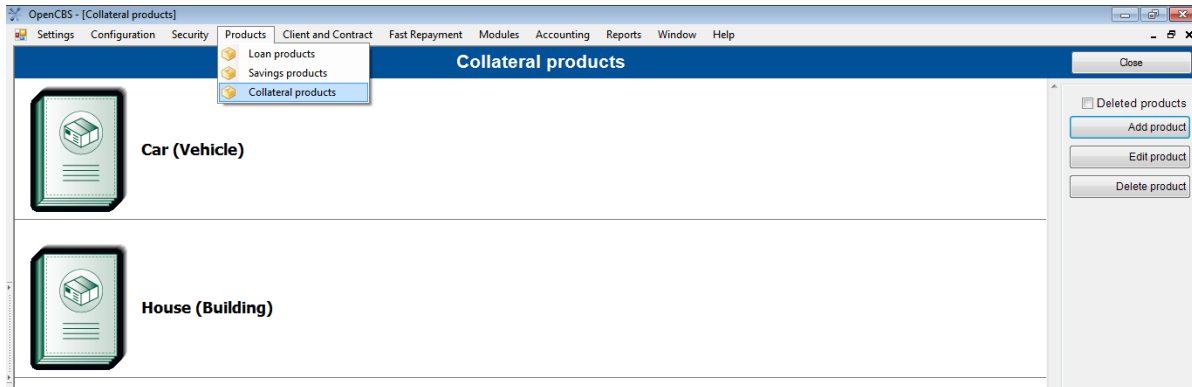 OpenCBS - [Collateral products]
Settings Configuration Security Products Client and Contract Fast Repayment Modules Accounting Reports Window Help
Loan products
Savings products
Collateral products
Collateral products
Close
Deleted products
Add product
Edit product
Delete product
Car (Vehicle)
House (Building)